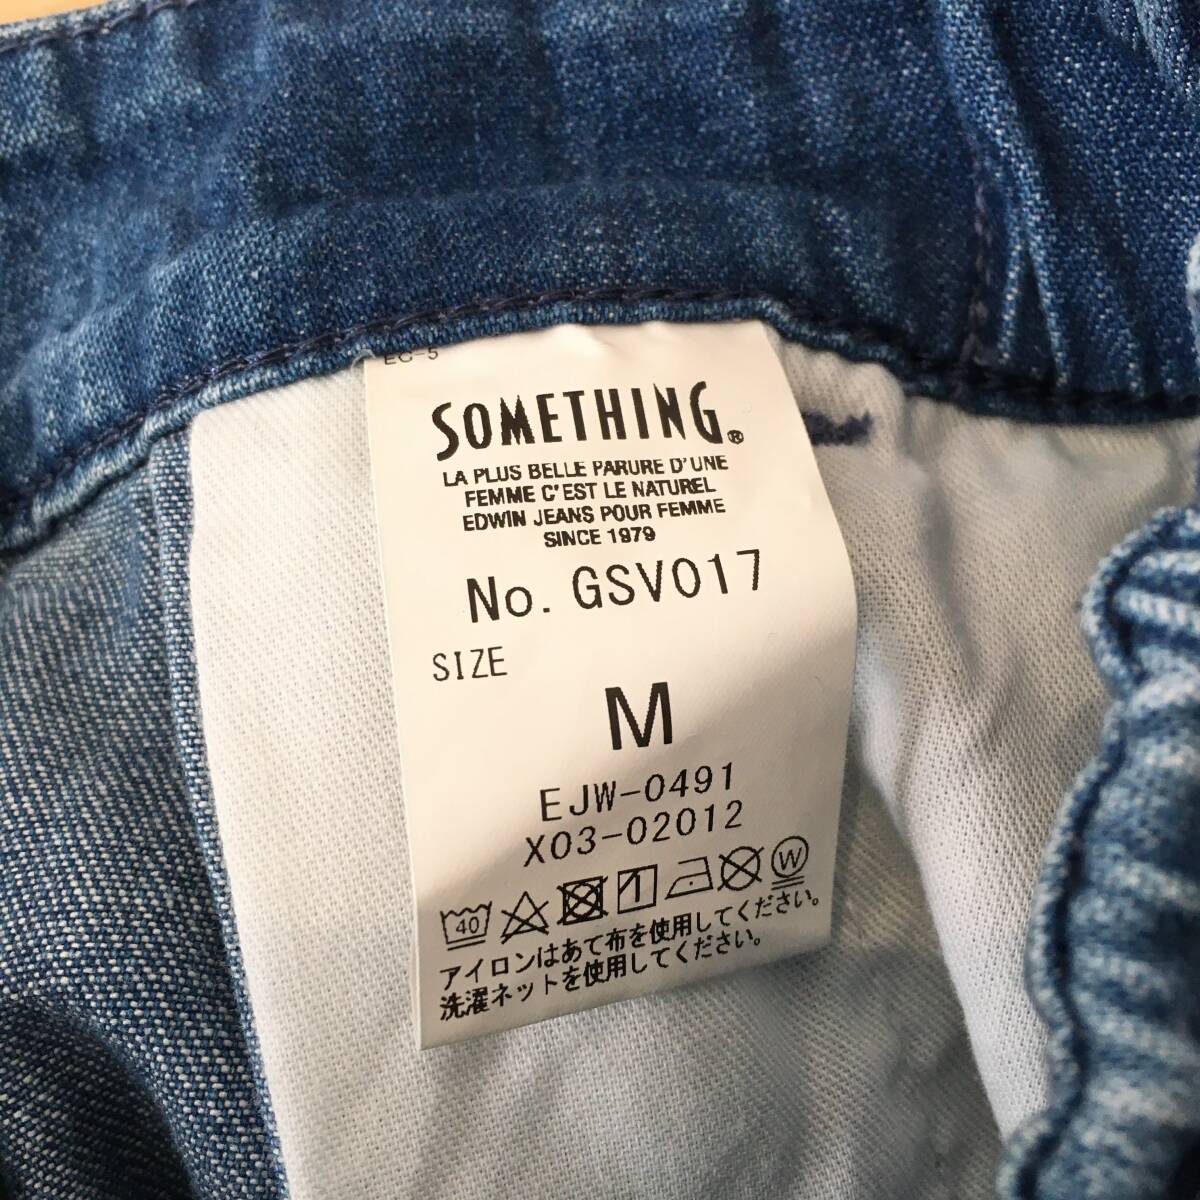 EC-5
SOMETHING®
LA PLUS BELLE PARURE D'UNE
FEMME C'EST LE NATUREL
EDWIN JEANS POUR FEMME
SINCE 1979
No. GSV017
SIZE
M
EJW-0491
X03-02012
40 W
アイロンはあて布を使用してください。
洗濯ネットを使用してください。